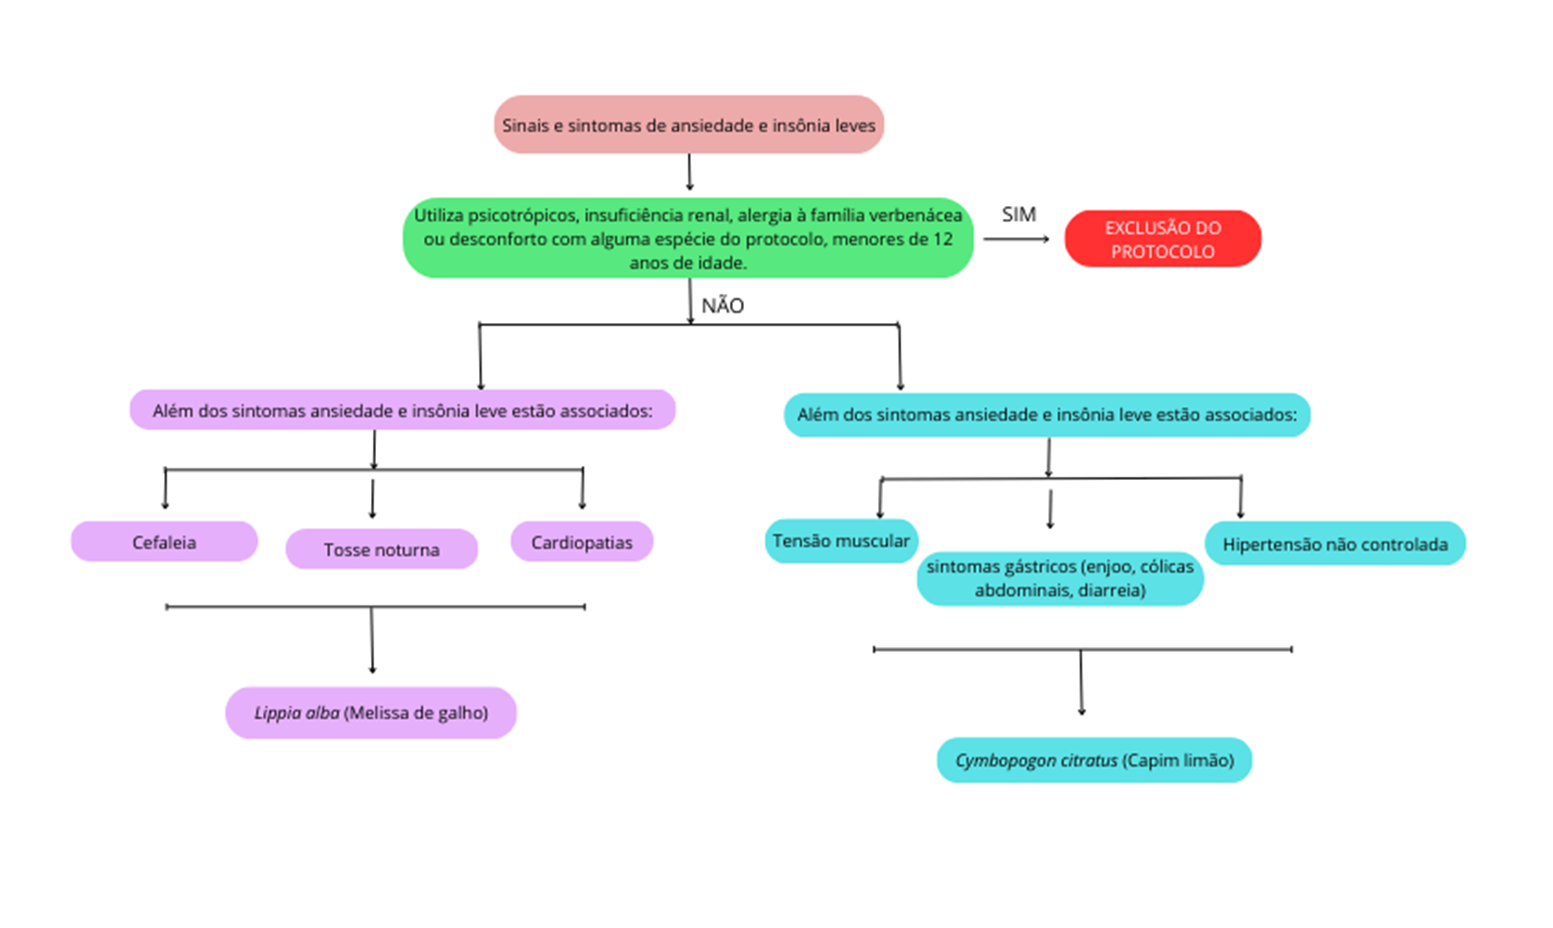 Sinais e sintomas de ansiedade e insônia leves
Utiliza psicotrópicos, insuficiência renal, alergia à família verbenácea
ou desconforto com alguma espécie do protocolo, menores de 12
anos de idade.
SIM
EXCLUSÃO DO
PROTOCOLO
NÃO
Além dos sintomas ansiedade e insônia leve estão associados:
Cefaleia
Tosse noturna
Cardiopatias
Lippia alba (Melissa de galho)
Além dos sintomas ansiedade e insônia leve estão associados:
Tensão muscular
sintomas gástricos (enjoo, cólicas
abdominais, diarreia)
Hipertensão não controlada
Cymbopogon citratus (Capim limão)